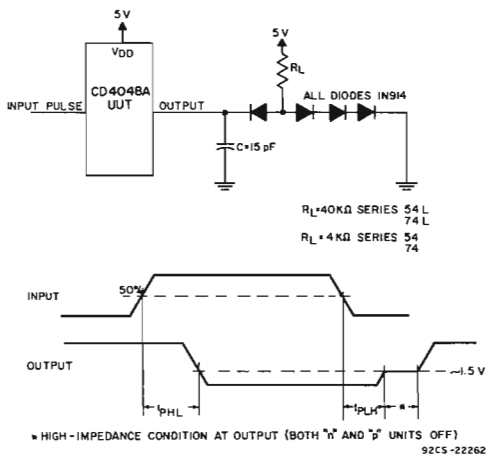 5 V
VDD
CD4048A
UUT
INPUT PULSE
OUTPUT
C=15 pF
5 V
RL
ALL DIODES IN914
RL=40KΩ SERIES 54 L
74 L
RL=4KΩ SERIES 54
74
INPUT
50%
OUTPUT
~1.5 V
tPHL
tPLH
*
* HIGH-IMPEDANCE CONDITION AT OUTPUT (BOTH "n" AND "p" UNITS OFF)
92CS-22262